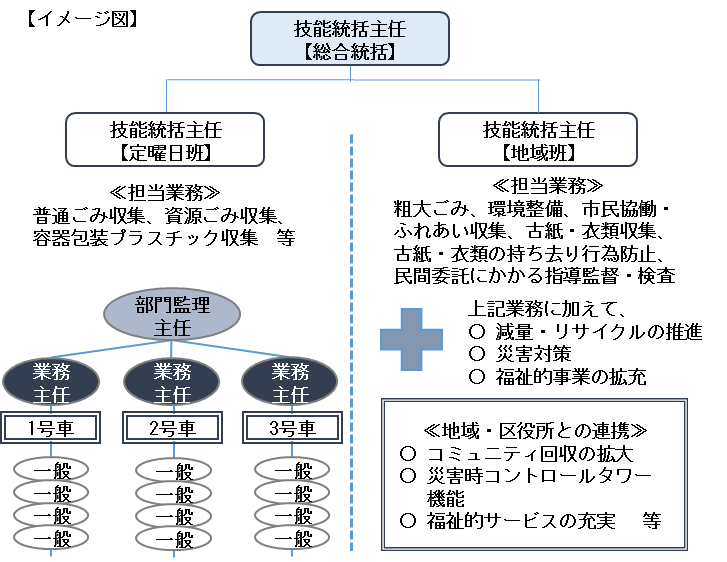 【イメージ図】
技能統括主任
【総合統括】
技能統括主任
【定曜日班】
≪担当業務≫
普通ごみ収集、資源ごみ収集、
容器包装プラスチック収集　等
部門監理
主任
業務
主任
業務
主任
業務
主任
1号車
2号車
3号車
一般
一般
一般
一般
一般
一般
一般
一般
一般
一般
一般
一般
技能統括主任
【地域班】
≪担当業務≫
粗大ごみ、環境整備、市民協働・
ふれあい収集、古紙・衣類収集、
古紙・衣類の持ち去り行為防止、
民間委託にかかる指導監督・検査
上記業務に加えて、
〇 減量・リサイクルの推進
〇 災害対策
〇 福祉的事業の拡充
≪地域・区役所との連携≫
〇 コミュニティ回収の拡大
〇 災害時コントロールタワー
機能
〇 福祉的サービスの充実　等